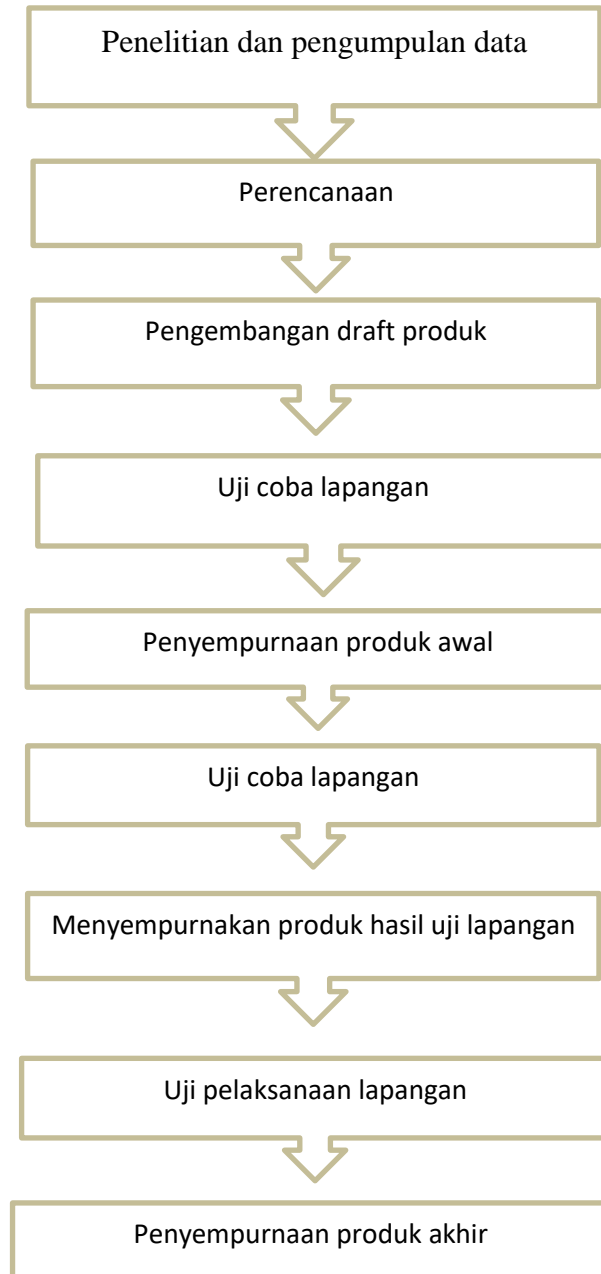 Penelitian dan pengumpulan data
Perencanaan
Pengembangan draft produk
Uji coba lapangan
Penyempurnaan produk awal
Uji coba lapangan
Menyempurnakan produk hasil uji lapangan
Uji pelaksanaan lapangan
Penyempurnaan produk akhir